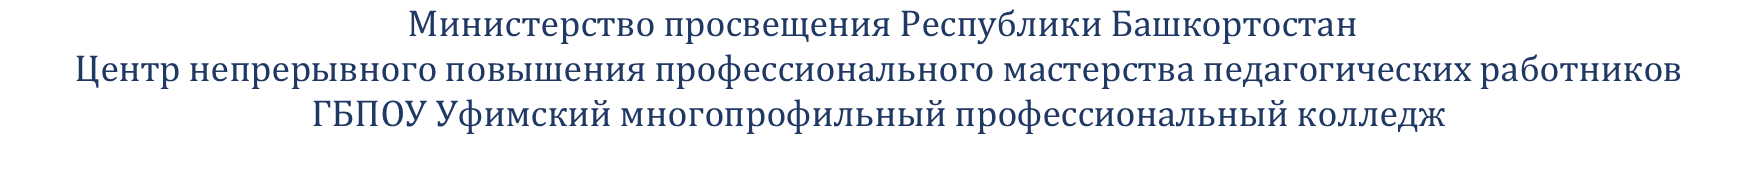 Министерство просвещения Республики Башкортостан
Центр непрерывного повышения профессионального мастерства педагогических работников
ГБПОУ Уфимский многопрофильный профессиональный колледж